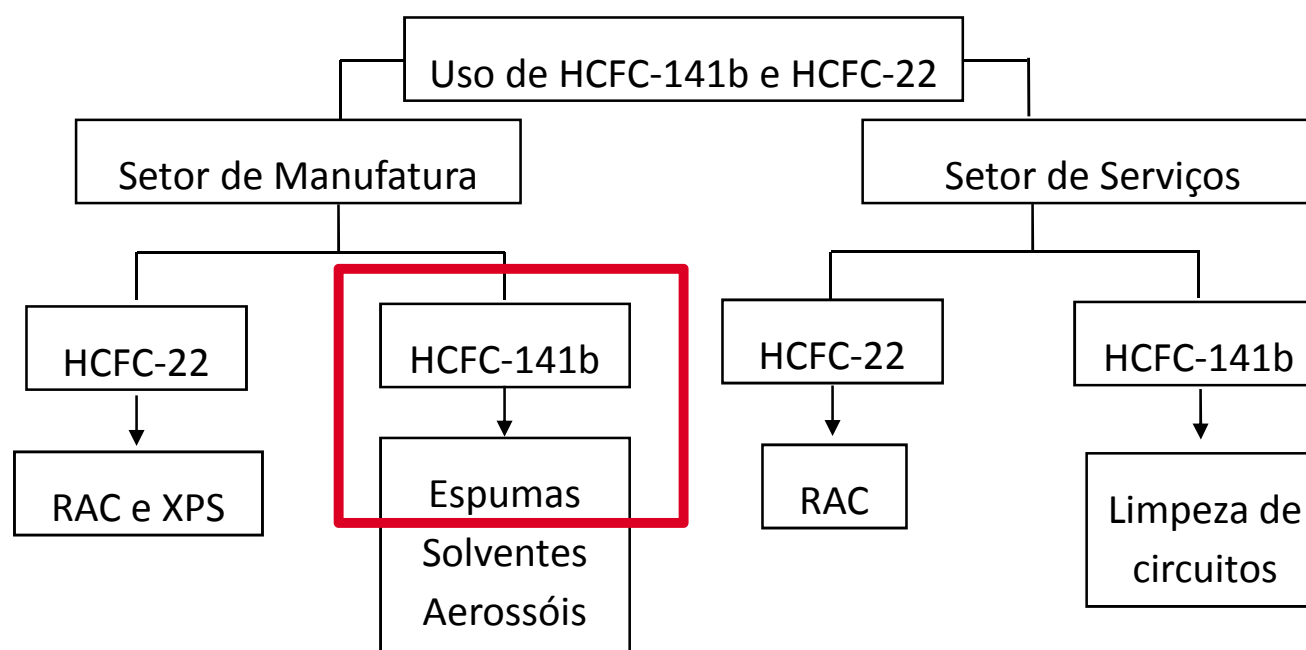 Uso de HCFC-141b e HCFC-22
Setor de Manufatura
Setor de Serviços
HCFC-22
HCFC-141b
HCFC-22
HCFC-141b
RAC e XPS
Espumas
Solventes
Aerossóis
RAC
Limpeza de
circuitos